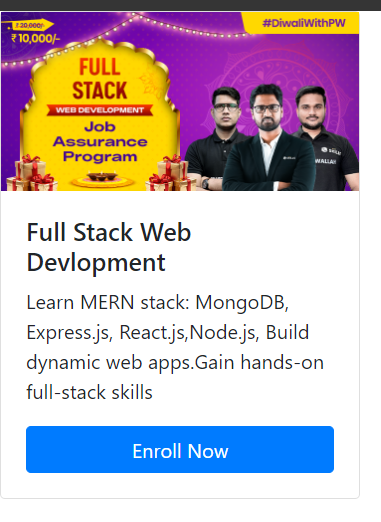 ₹ 20,000/-
₹ 10,000/-
#DiwaliWithPW
FULL
STACK
WEB DEVELOPMENT
Job
Assurance
Program
WALLAH
Full Stack Web
Devlopment
Learn MERN stack: MongoDB,
Express.js, React.js,Node.js, Build
dynamic web apps.Gain hands-on
full-stack skills
Enroll Now